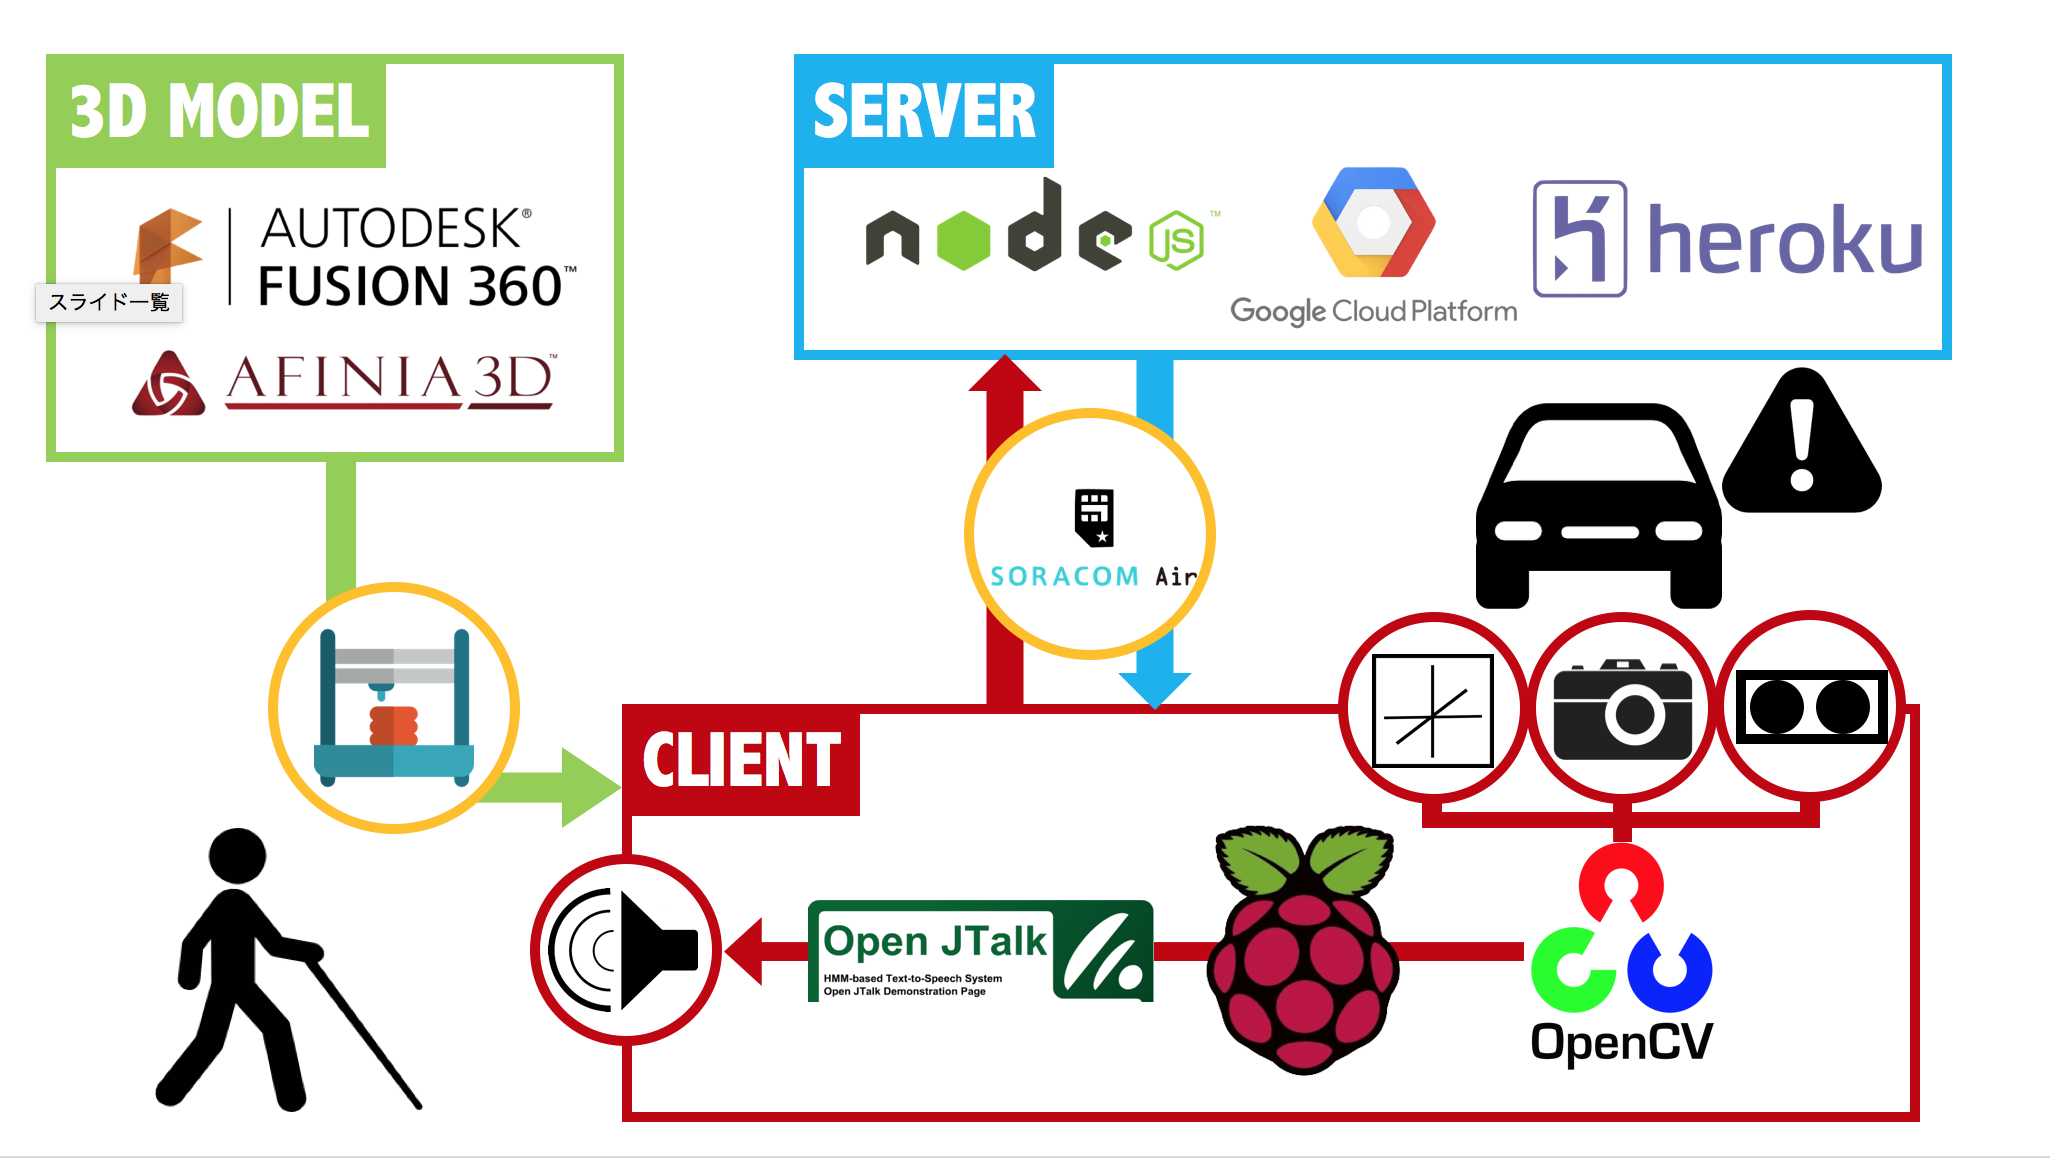 3D MODEL
AUTODESK®
FUSION 360™
スライド一覧
AFINIA 3D™
SERVER
node JS™
Google Cloud Platform
heroku
SORACOM Air
CLIENT
Open JTalk
HMM-based Text-to-Speech System
Open JTalk Demonstration Page
OpenCV